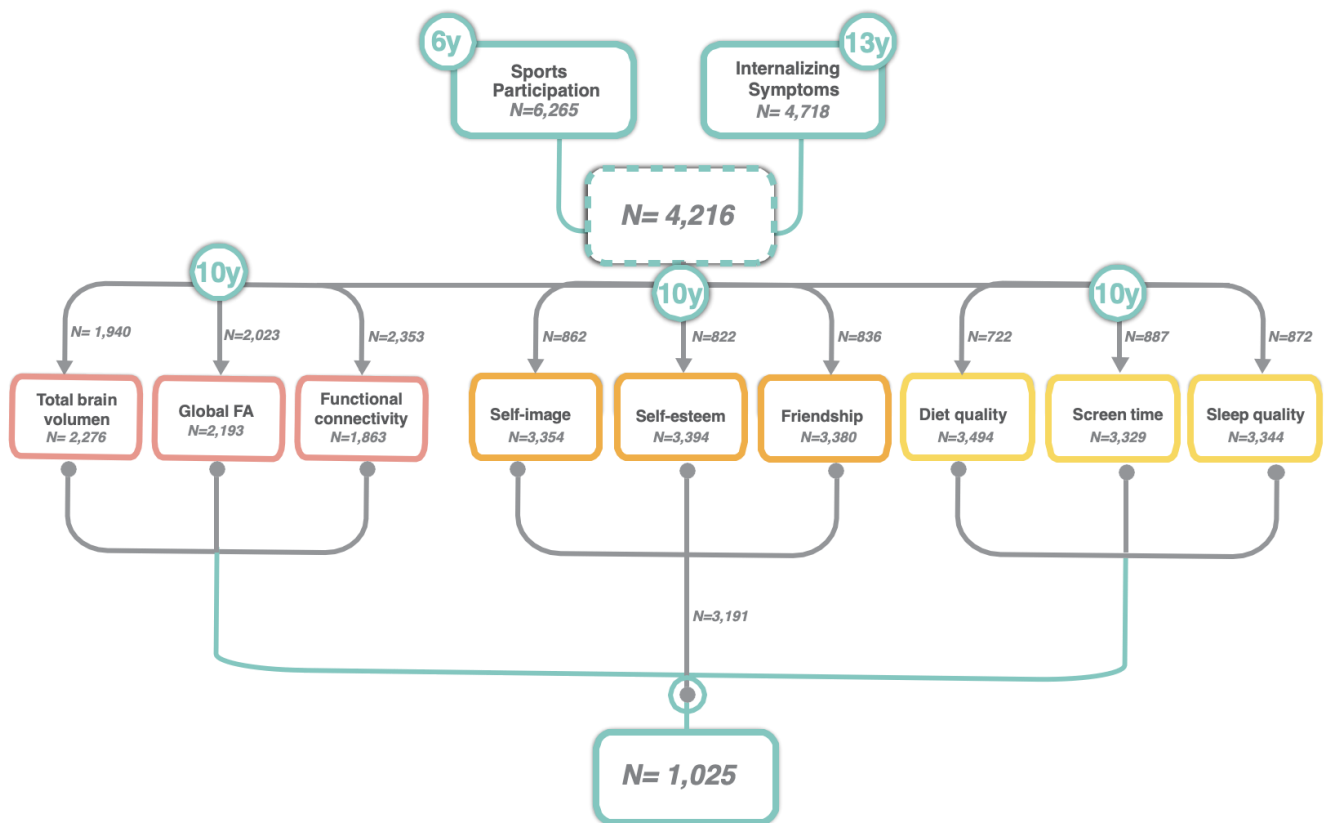 6y
13y
Sports
Participation
N=6,265
Internalizing
Symptoms
N= 4,718
N= 4,216
10y
10y
10y
N= 1,940
N=2,023
N=2,353
N=862
N=822
N=836
N=722
N=887
N=872
Total brain
volumen
N= 2,276
Global FA
N=2,193
Functional
connectivity
N=1,863
Self-image
N=3,354
Self-esteem
N=3,394
Friendship
N=3,380
Diet quality
N=3,494
Screen time
N=3,329
Sleep quality
N=3,344
N=3,191
N= 1,025